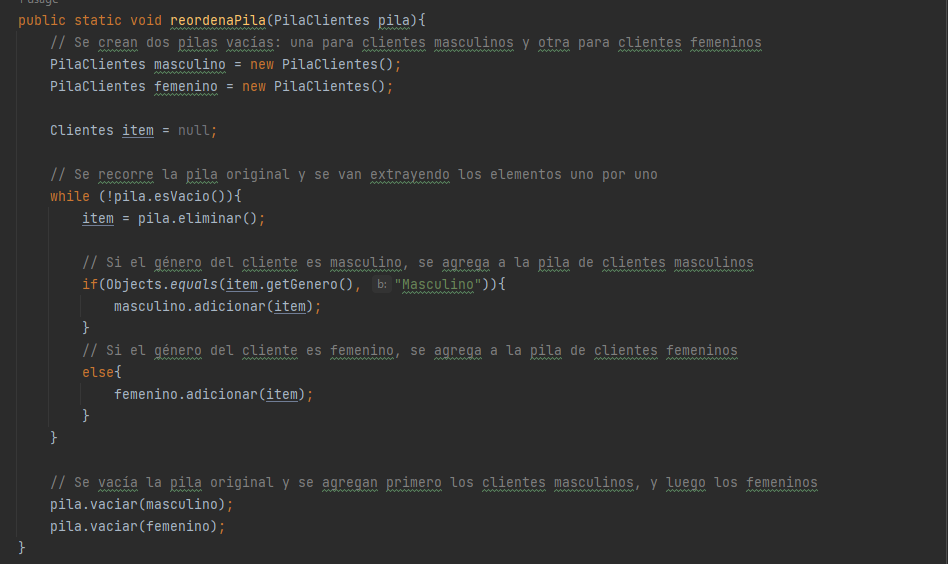 1 usage
public static void reordenaPila(PilaClientes pila){
// Se crean dos pilas vacías: una para clientes masculinos y otra para clientes femeninos
PilaClientes masculino = new PilaClientes();
PilaClientes femenino = new PilaClientes();
Clientes item = null;
// Se recorre la pila original y se van extrayendo los elementos uno por uno
while (!pila.esVacio()){
item = pila.eliminar();
// Si el género del cliente es masculino, se agrega a la pila de clientes masculinos
if(Objects.equals(item.getGenero(), b: "Masculino")){
masculino.adicionar(item);
}
// Si el género del cliente es femenino, se agrega a la pila de clientes femeninos
else{
femenino.adicionar(item);
}
}
// Se vacía la pila original y se agregan primero los clientes masculinos, y luego los femeninos
pila.vaciar(masculino);
pila.vaciar(femenino);
}